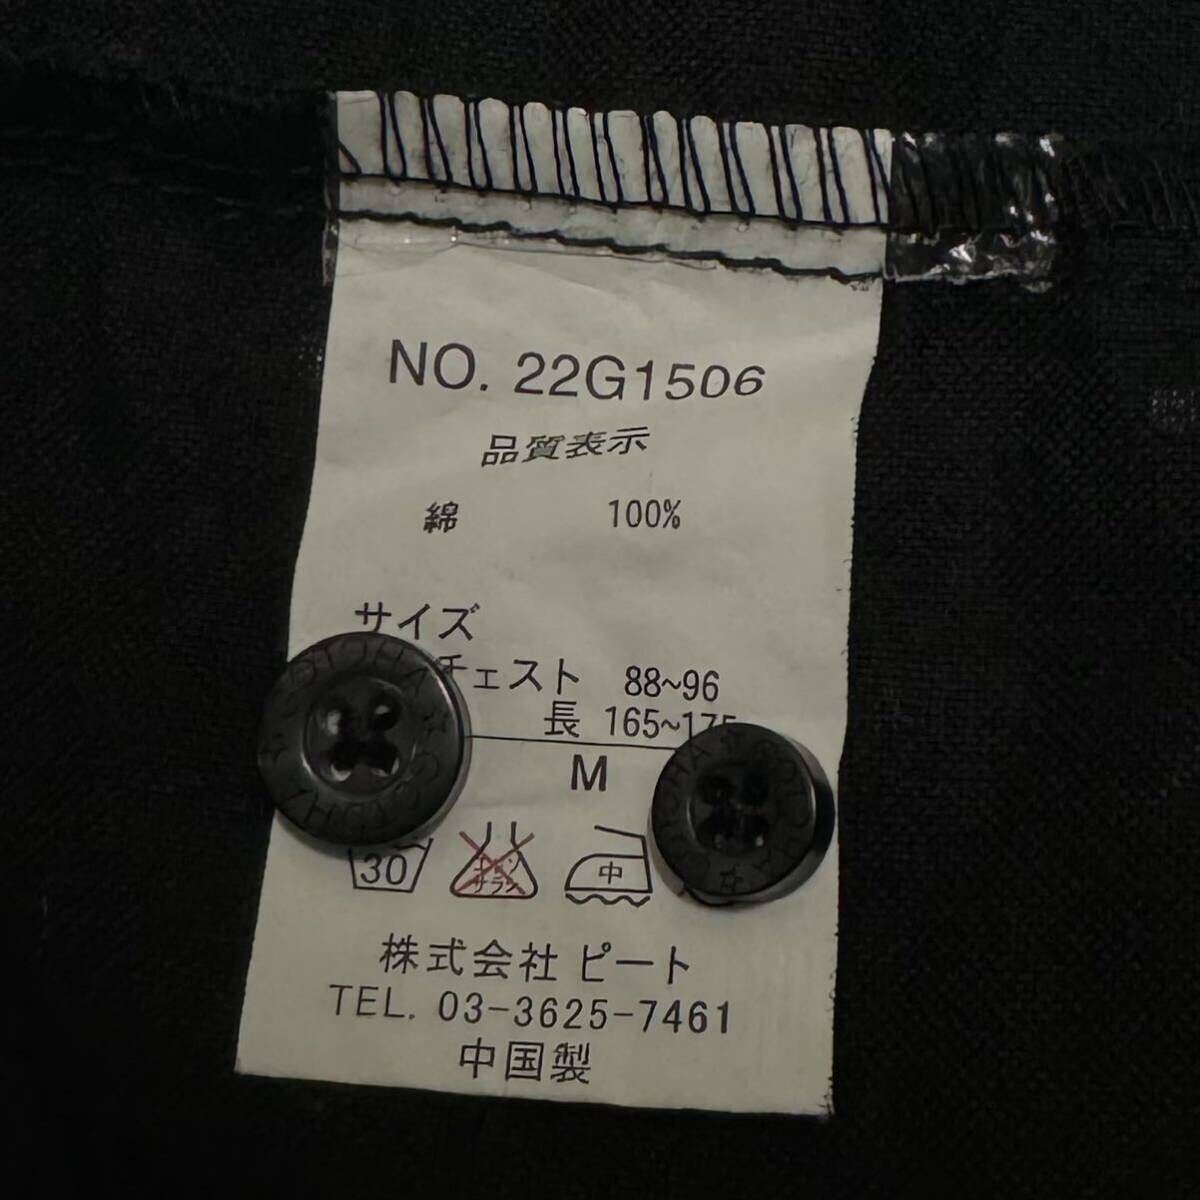 NO. 22G1506
品質表示
綿 100%
サイズ
チェスト 88~96
長 165~175
M
30 中
株式会社 ピート
TEL. 03-3625-7461
中国製